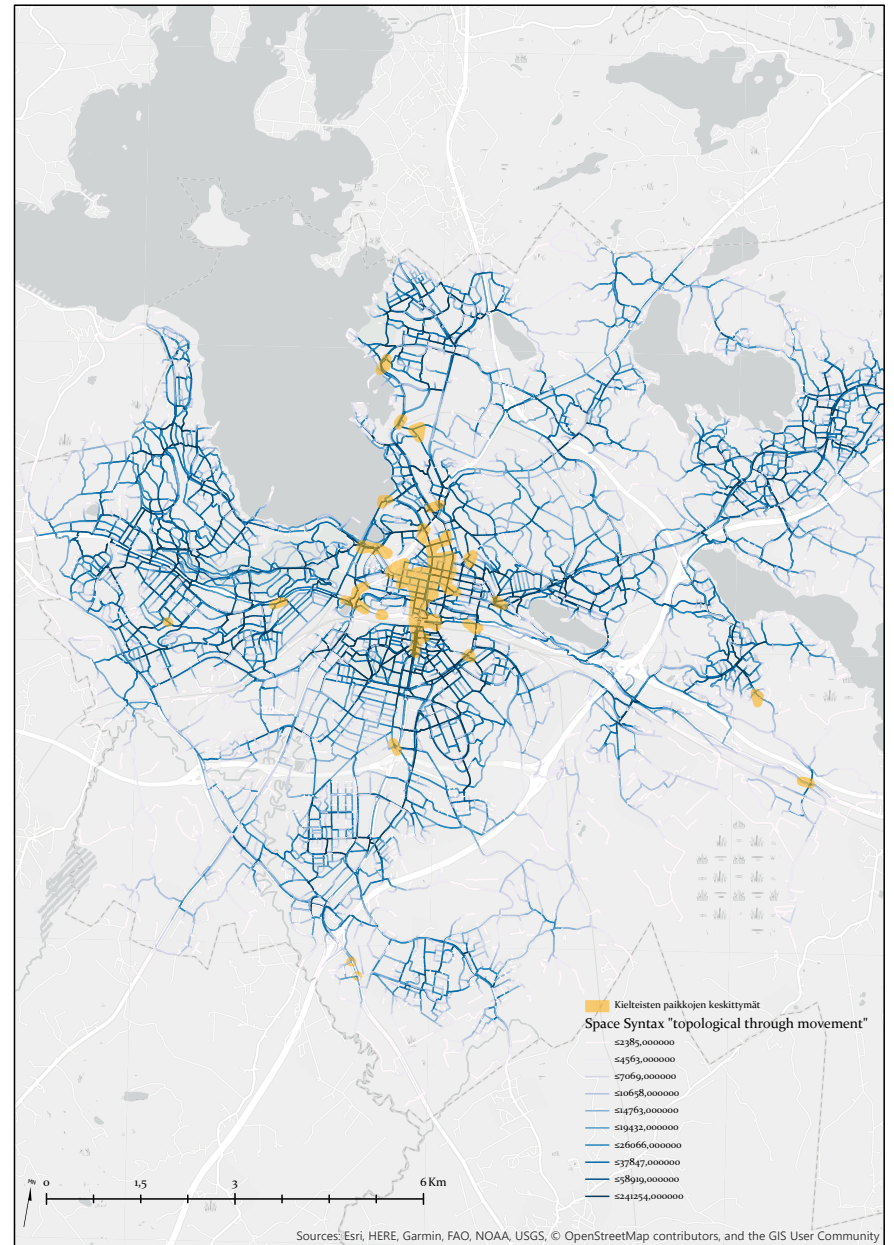 Kielteisten paikkojen keskittymät
Space Syntax "topological through movement"
≤2385,000000
≤4563,000000
≤7069,000000
≤10658,000000
≤14763,000000
≤19432,000000
≤26066,000000
≤37847,000000
≤58919,000000
≤241254,000000
MN
0 1,5 3 6 Km
Sources: Esri, HERE, Garmin, FAO, NOAA, USGS, © OpenStreetMap contributors, and the GIS User Community